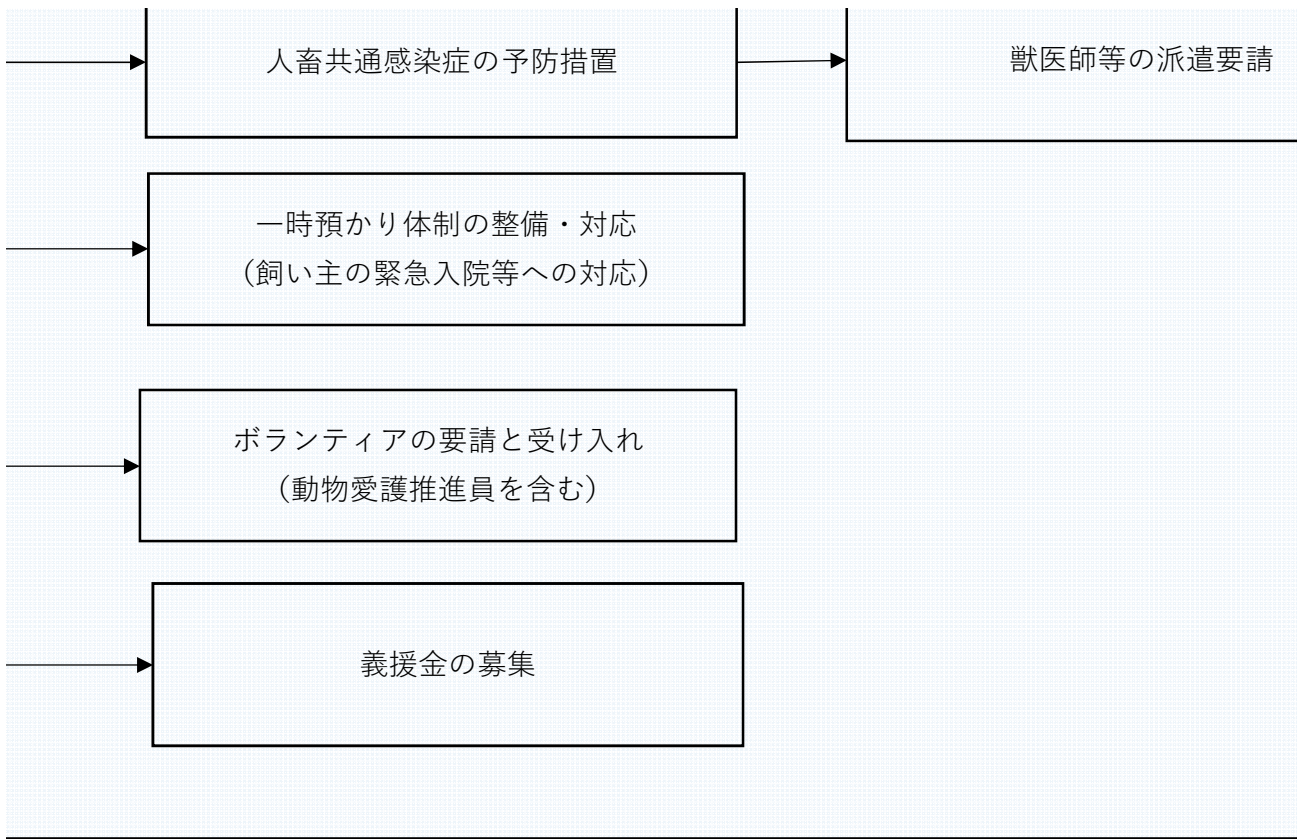 人畜共通感染症の予防措置
獣医師等の派遣要請
一時預かり体制の整備・対応
（飼い主の緊急入院等への対応）
ボランティアの要請と受け入れ
（動物愛護推進員を含む）
義援金の募集